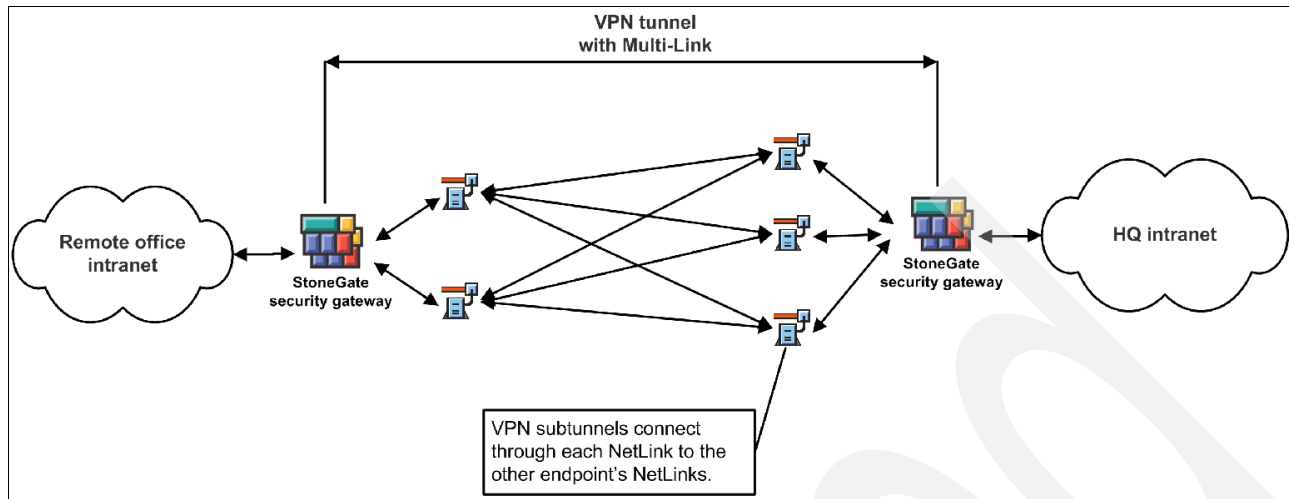 VPN tunnel
with Multi-Link
Remote office
intranet
StoneGate
security gateway
StoneGate
security gateway
HQ intranet
VPN subtunnels connect
through each NetLink to the
other endpoint's NetLinks.